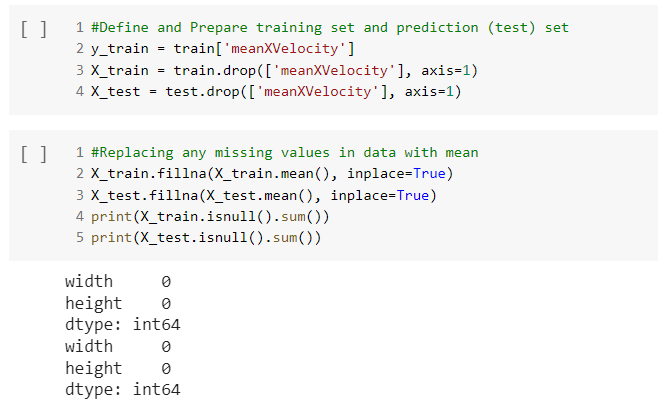 [ ] 1 #Define and Prepare training set and prediction (test) set
2 y_train = train['meanXVelocity']
3 X_train = train.drop(['meanXVelocity'], axis=1)
4 X_test = test.drop(['meanXVelocity'], axis=1)
[ ] 1 #Replacing any missing values in data with mean
2 X_train.fillna(X_train.mean(), inplace=True)
3 X_test.fillna(X_test.mean(), inplace=True)
4 print(X_train.isnull().sum())
5 print(X_test.isnull().sum())
width     0
height    0
dtype: int64
width     0
height    0
dtype: int64